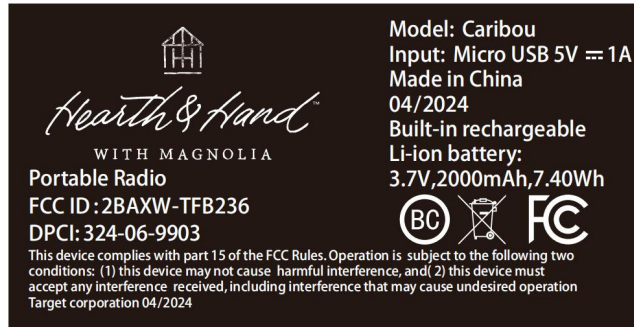 Hearth & Hand™
WITH MAGNOLIA
Portable Radio
FCC ID:2BAXW-TFB236
DPCI:324-06-9903
Model: Caribou
Input: Micro USB 5V ⎓ 1A
Made in China
04/2024
Built-in rechargeable
Li-ion battery:
3.7V,2000mAh,7.40Wh
BC
FC
This device complies with part 15 of the FCC Rules. Operation is subject to the following two
conditions: (1) this device may not cause harmful interference, and( 2) this device must
accept any interference received, including interference that may cause undesired operation
Target corporation 04/2024